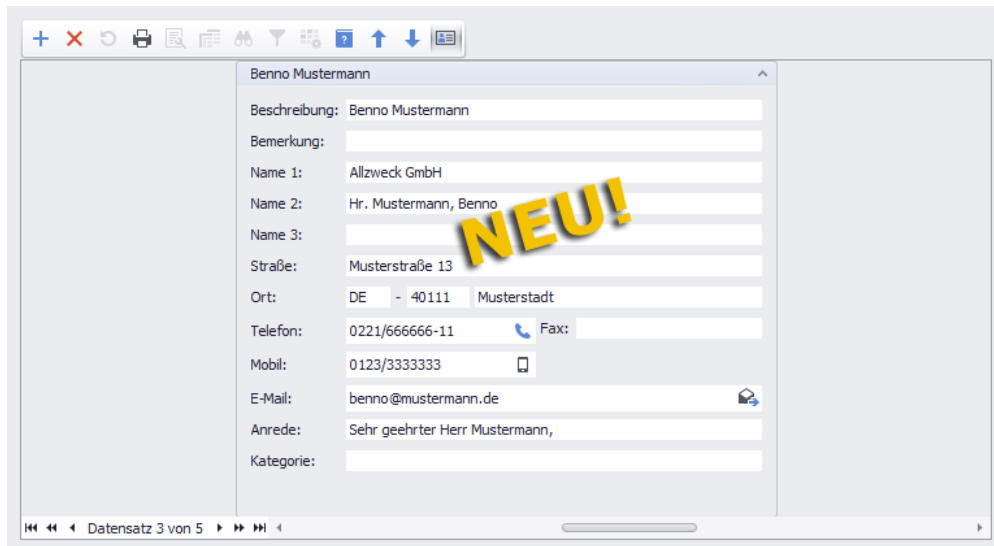 Benno Mustermann
Beschreibung: Benno Mustermann
Bemerkung:
Name 1: Allzweck GmbH
Name 2: Hr. Mustermann, Benno
NEU!
Name 3:
Straße: Musterstraße 13
Ort: DE - 40111 Musterstadt
Telefon: 0221/666666-11 Fax:
Mobil: 0123/3333333
E-Mail: benno@mustermann.de
Anrede: Sehr geehrter Herr Mustermann,
Kategorie:
Datensatz 3 von 5